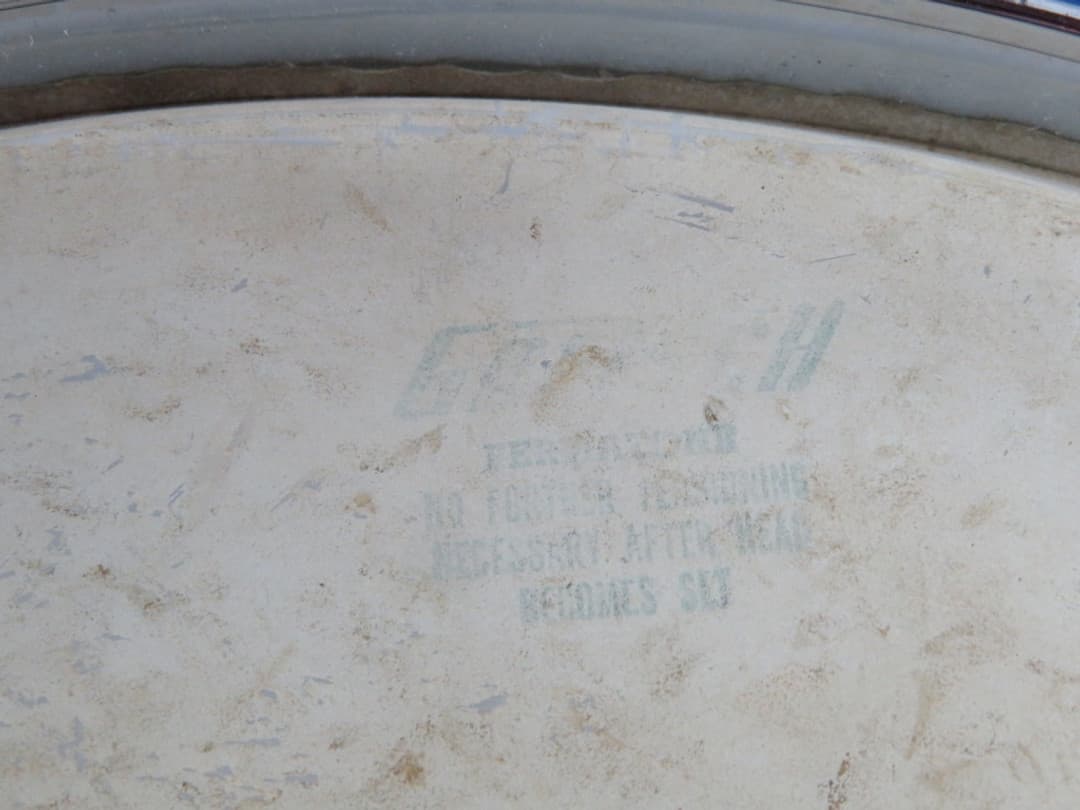 NO FURTHER TENSIONING
NECESSARY AFTER HEAD
BECOMES SET